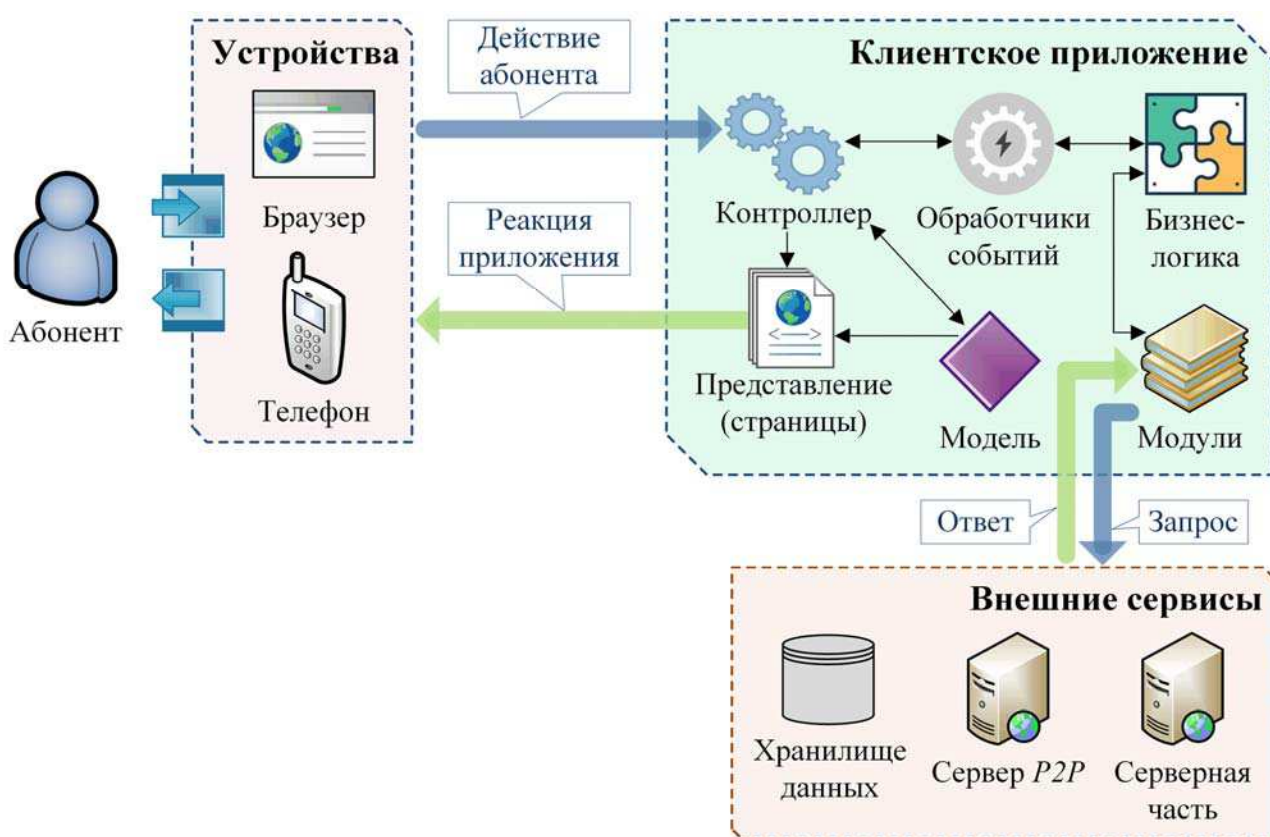 Устройства
Действие
абонента
Клиентское приложение
Браузер
Реакция
приложения
Контроллер
Обработчики
событий
Бизнес-
логика
Абонент
Телефон
Представление
(страницы)
Модель
Модули
Ответ
Запрос
Внешние сервисы
Хранилище
данных
Сервер P2P
Серверная
часть